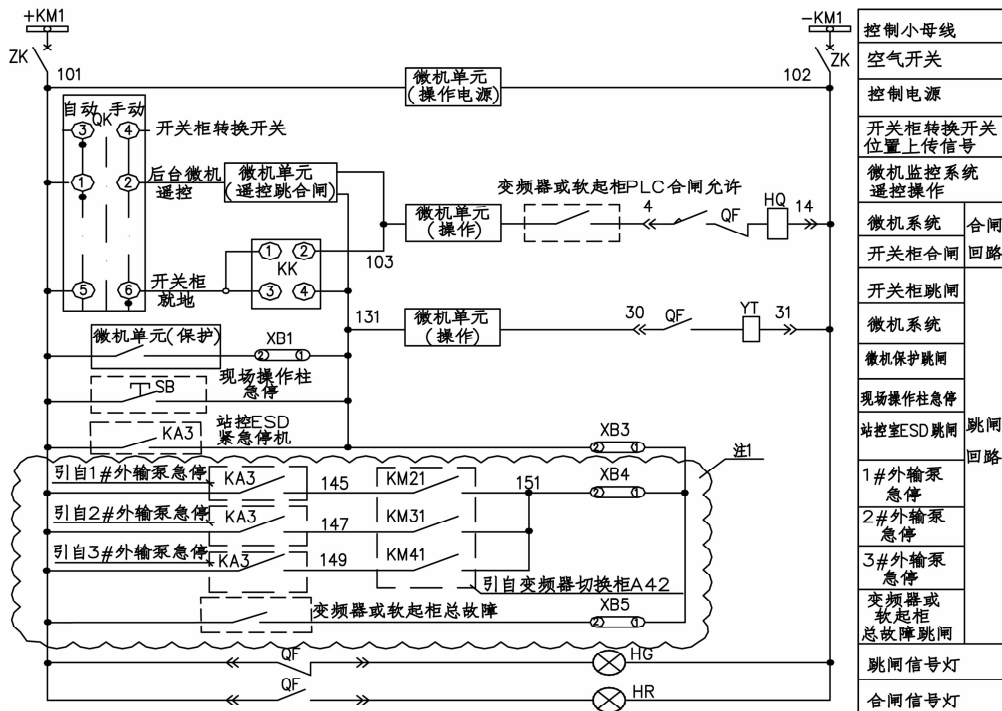 +KM1
-KM1
ZK
ZK
101
102
微机单元
(操作电源)
自动 手动
QK
3
4
开关柜转换开关
1
2
后台微机
遥控
微机单元
(遥控跳合闸)
变频器或软起柜PLC合闸允许
微机单元
(操作)
4
QF
HQ
14
1
2
KK
3
4
103
5
6
开关柜
就地
131
微机单元
(操作)
30
QF
YT
31
微机单元(保护)
XB1
2
1
SB
现场操作柱
急停
KA3
站控ESD
紧急停机
XB3
2
1
注1
引自1#外输泵急停
KA3
145
KM21
151
XB4
2
1
引自2#外输泵急停
KA3
147
KM31
引自3#外输泵急停
KA3
149
KM41
引自变频器切换柜A42
变频器或软起柜总故障
XB5
2
1
QF
HG
QF
HR
控制小母线
空气开关
控制电源
开关柜转换开关
位置上传信号
微机监控系统
遥控操作
微机系统
开关柜合闸
合闸
回路
开关柜跳闸
微机系统
微机保护跳闸
现场操作柱急停
站控室ESD跳闸
跳闸
回路
1#外输泵
急停
2#外输泵
急停
3#外输泵
急停
变频器或
软起柜
总故障跳闸
跳闸信号灯
合闸信号灯